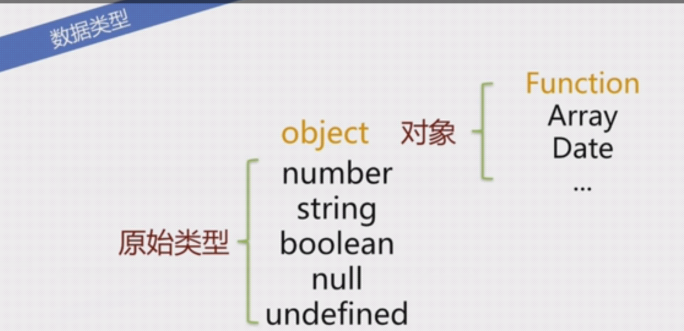 数据类型
Function
Array
object 对象
Date
...
number
string
原始类型
boolean
null
undefined